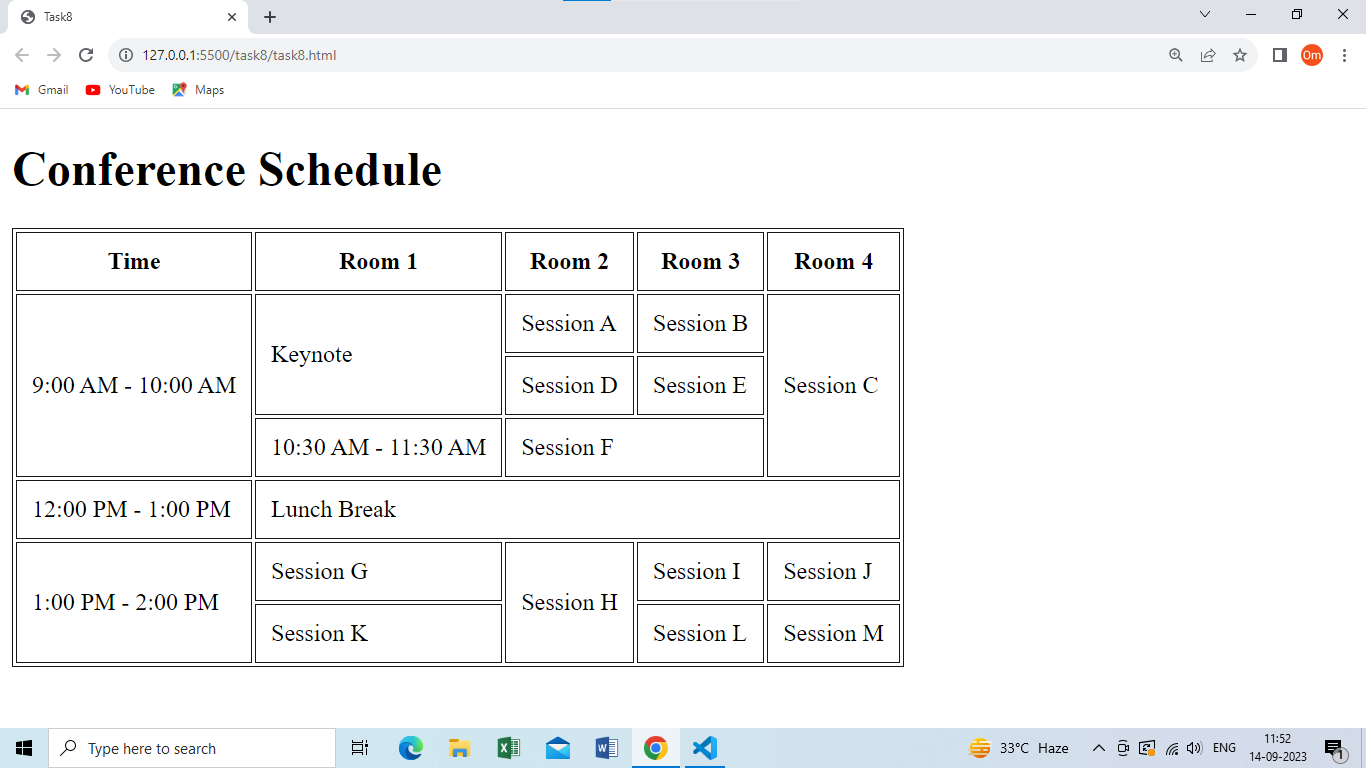 Task8
127.0.0.1:5500/task8/task8.html
Om
Gmail YouTube Maps
Conference Schedule
Time Room 1 Room 2 Room 3 Room 4
9:00 AM - 10:00 AM Keynote Session A Session B Session C
Session D Session E
10:30 AM - 11:30 AM Session F
12:00 PM - 1:00 PM Lunch Break
1:00 PM - 2:00 PM Session G Session H Session I Session J
Session K Session L Session M
Type here to search
33°C Haze
ENG
11:52
14-09-2023
1